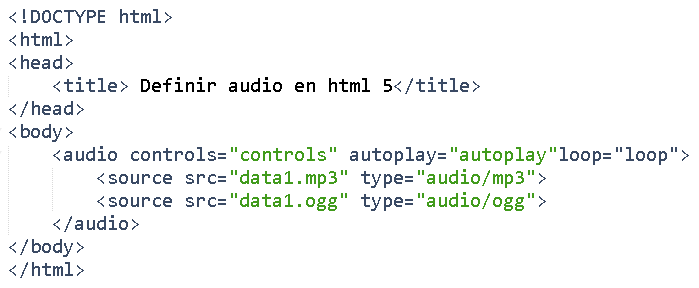 <!DOCTYPE html>
<html>
<head>
    <title> Definir audio en html 5</title>
</head>
<body>
    <audio controls="controls" autoplay="autoplay"loop="loop">
        <source src="data1.mp3" type="audio/mp3">
        <source src="data1.ogg" type="audio/ogg">
    </audio>
</body>
</html>